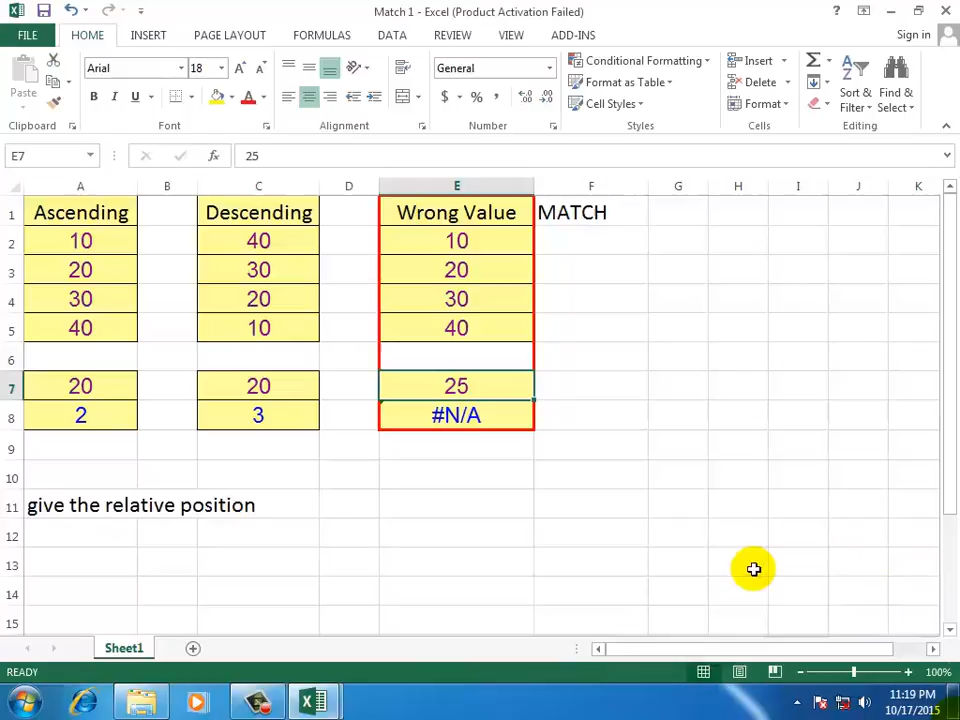 Match 1 - Excel (Product Activation Failed)
FILE HOME INSERT PAGE LAYOUT FORMULAS DATA REVIEW VIEW ADD-INS Sign in
Paste
Arial 18
B I U
General
$ % ,
Conditional Formatting
Format as Table
Cell Styles
Insert
Delete
Format
Sort & Filter
Find & Select
Clipboard Font Alignment Number Styles Cells Editing
E7 fx 25
A B C D E F G H I J K
1 Ascending Descending Wrong Value MATCH
2 10 40 10
3 20 30 20
4 30 20 30
5 40 10 40
6
7 20 20 25
8 2 3 #N/A
9
10
11 give the relative position
12
13
14
15
Sheet1
READY 100%
11:19 PM
10/17/2015